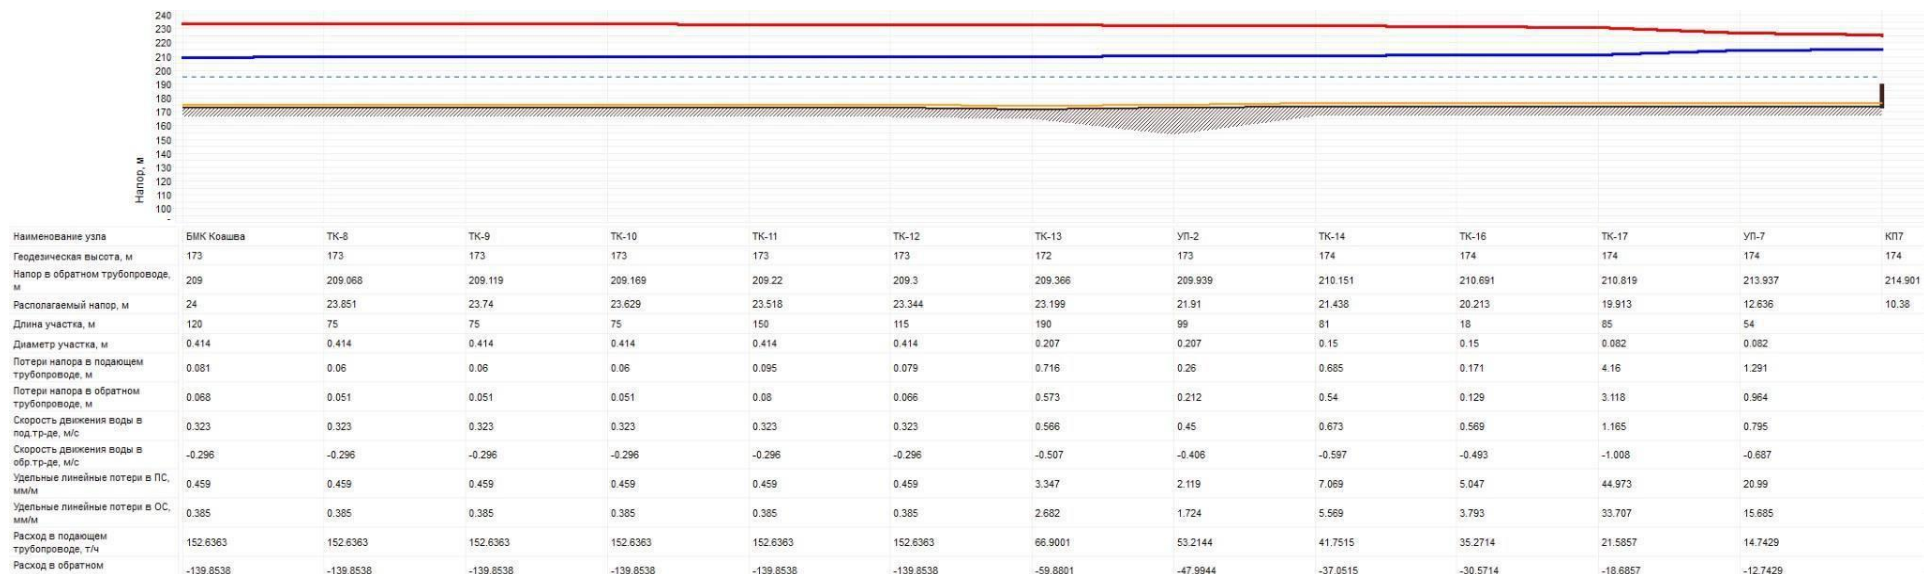 240
230
220
210
200
190
180
170
160
150
140
130
120
110
100
Напор, м
Наименование узла БМК Коашва ТК-8 ТК-9 ТК-10 ТК-11 ТК-12 ТК-13 УП-2 ТК-14 ТК-16 ТК-17 УП-7 КП7
Геодезическая высота, м 173 173 173 173 173 173 172 173 174 174 174 174 174
Напор в обратном трубопроводе,
м 209 209.068 209.119 209.169 209.22 209.3 209.366 209.939 210.151 210.691 210.819 213.937 214.901
Располагаемый напор, м 24 23.851 23.74 23.629 23.518 23.344 23.199 21.91 21.438 20.213 19.913 12.636 10.38
Длина участка, м 120 75 75 75 150 115 190 99 81 18 85 54
Диаметр участка, м 0.414 0.414 0.414 0.414 0.414 0.414 0.207 0.207 0.15 0.15 0.082 0.082
Потери напора в подающем
трубопроводе, м 0.081 0.06 0.06 0.06 0.095 0.079 0.716 0.26 0.685 0.171 4.16 1.291
Потери напора в обратном
трубопроводе, м 0.068 0.051 0.051 0.051 0.08 0.066 0.573 0.212 0.54 0.129 3.118 0.964
Скорость движения воды в
под.тр-де, м/с 0.323 0.323 0.323 0.323 0.323 0.323 0.566 0.45 0.673 0.569 1.165 0.795
Скорость движения воды в
обр.тр-де, м/с -0.296 -0.296 -0.296 -0.296 -0.296 -0.296 -0.507 -0.406 -0.597 -0.493 -1.008 -0.687
Удельные линейные потери в ПС,
мм/м 0.459 0.459 0.459 0.459 0.459 0.459 3.347 2.119 7.069 5.047 44.973 20.99
Удельные линейные потери в ОС,
мм/м 0.385 0.385 0.385 0.385 0.385 0.385 2.682 1.724 5.569 3.793 33.707 15.685
Расход в подающем
трубопроводе, т/ч 152.6363 152.6363 152.6363 152.6363 152.6363 152.6363 66.9001 53.2144 41.7515 35.2714 21.5857 14.7429
Расход в обратном
-139.8538 -139.8538 -139.8538 -139.8538 -139.8538 -139.8538 -59.8801 -47.9944 -37.0515 -30.5714 -18.6857 -12.7429